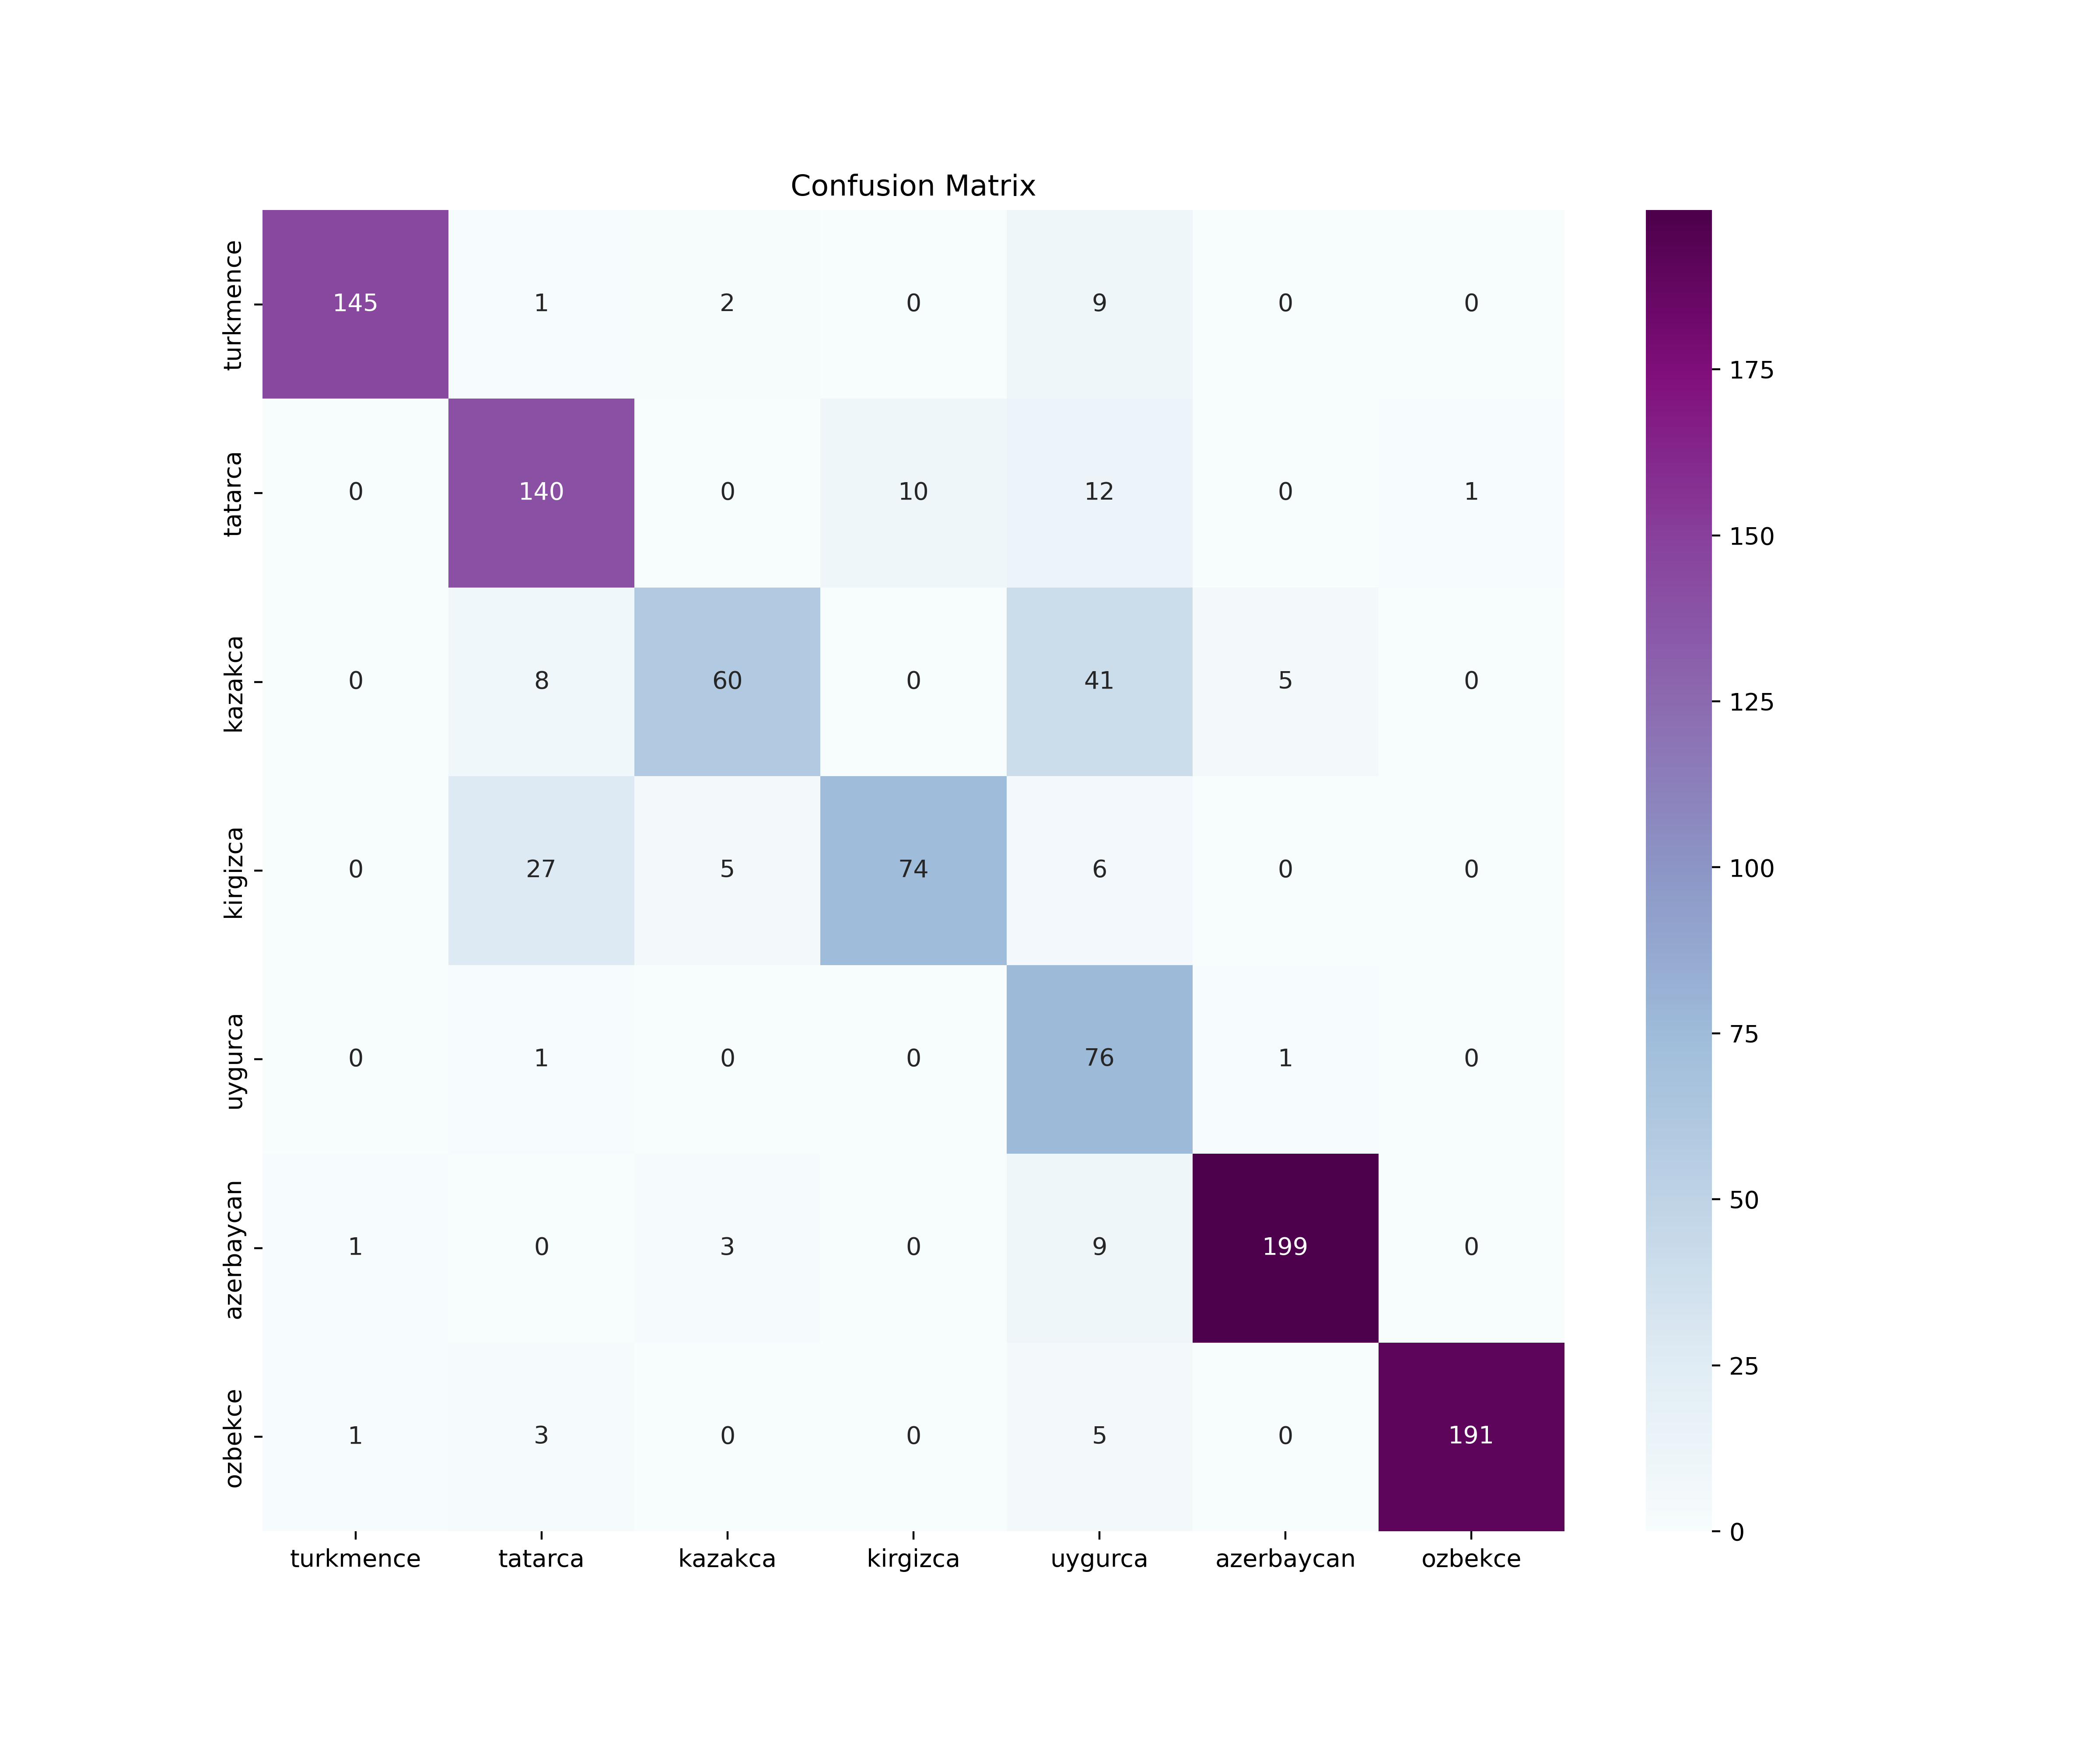 Confusion Matrix
turkmence 145 1 2 0 9 0 0
tatarca 0 140 0 10 12 0 1
kazakca 0 8 60 0 41 5 0
kirgizca 0 27 5 74 6 0 0
uygurca 0 1 0 0 76 1 0
azerbaycan 1 0 3 0 9 199 0
ozbekce 1 3 0 0 5 0 191
turkmence tatarca kazakca kirgizca uygurca azerbaycan ozbekce
175
150
125
100
75
50
25
0